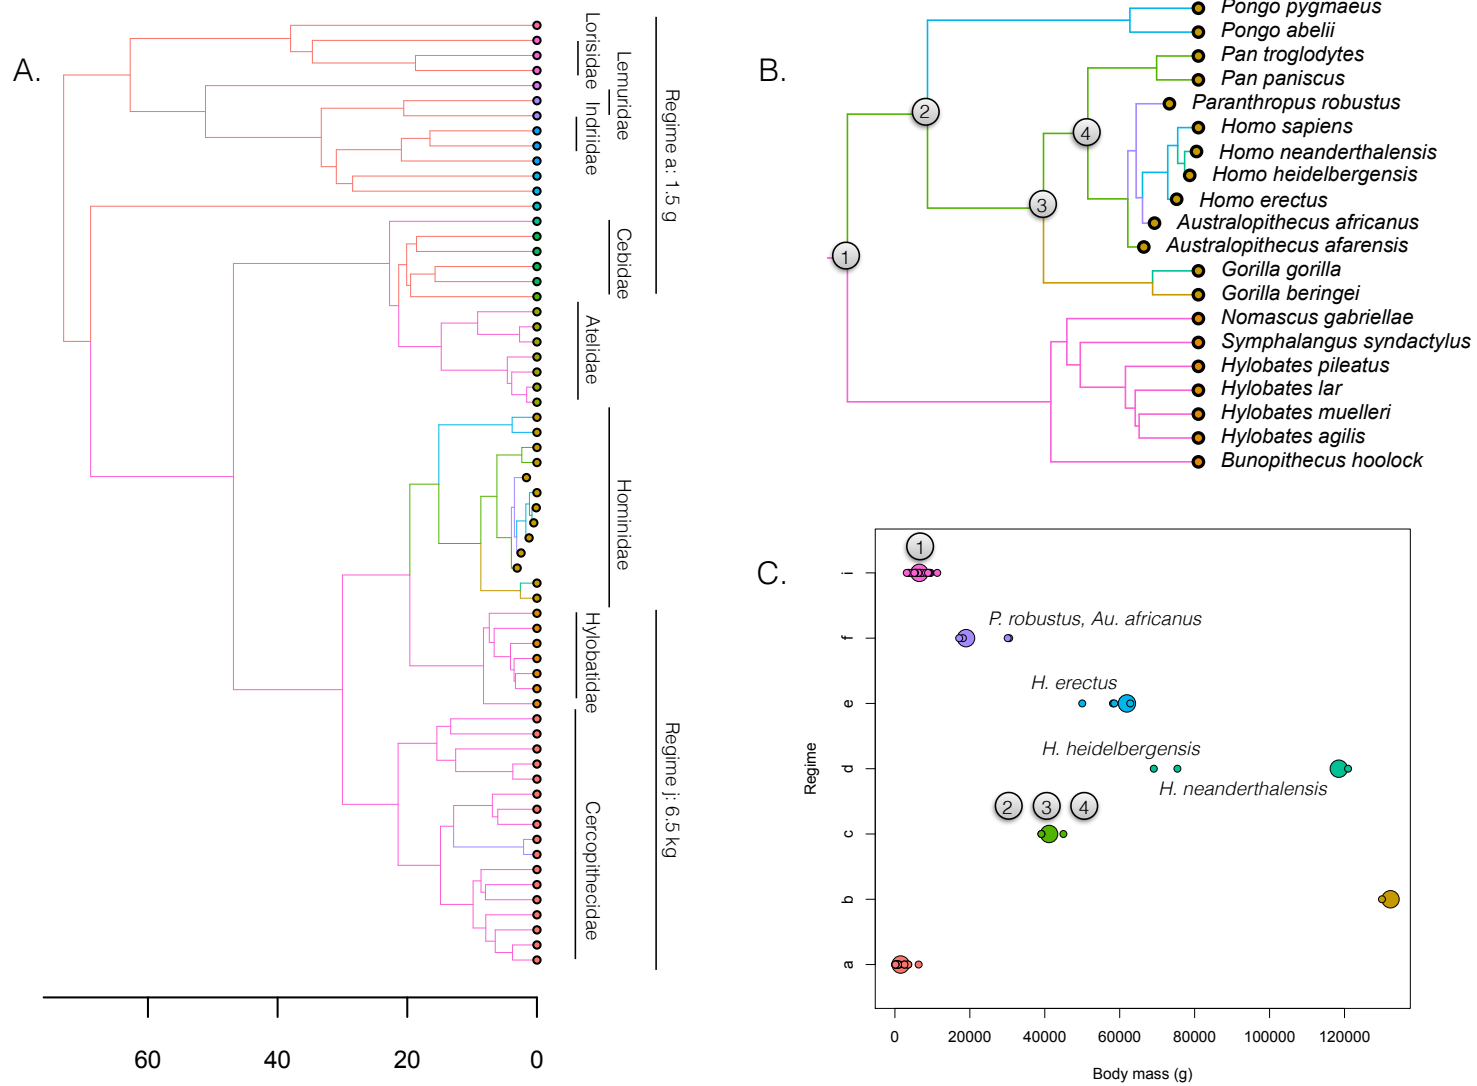 A.
Lorisidae
Lemuridae
Indriidae
Regime a: 1.5 g
Cebidae
Atelidae
Hominidae
Hylobatidae
Regime j: 6.5 kg
Cercopithecidae
60
40
20
0
B.
Pongo pygmaeus
Pongo abelii
Pan troglodytes
Pan paniscus
Paranthropus robustus
Homo sapiens
Homo neanderthalensis
Homo heidelbergensis
Homo erectus
Australopithecus africanus
Australopithecus afarensis
Gorilla gorilla
Gorilla beringei
Nomascus gabriellae
Symphalangus syndactylus
Hylobates pileatus
Hylobates lar
Hylobates muelleri
Hylobates agilis
Bunopithecus hoolock
2
4
3
1
C.
1
P. robustus, Au. africanus
H. erectus
H. heidelbergensis
H. neanderthalensis
2 3 4
Regime
i
f
e
d
c
b
a
0 20000 40000 60000 80000 100000 120000
Body mass (g)